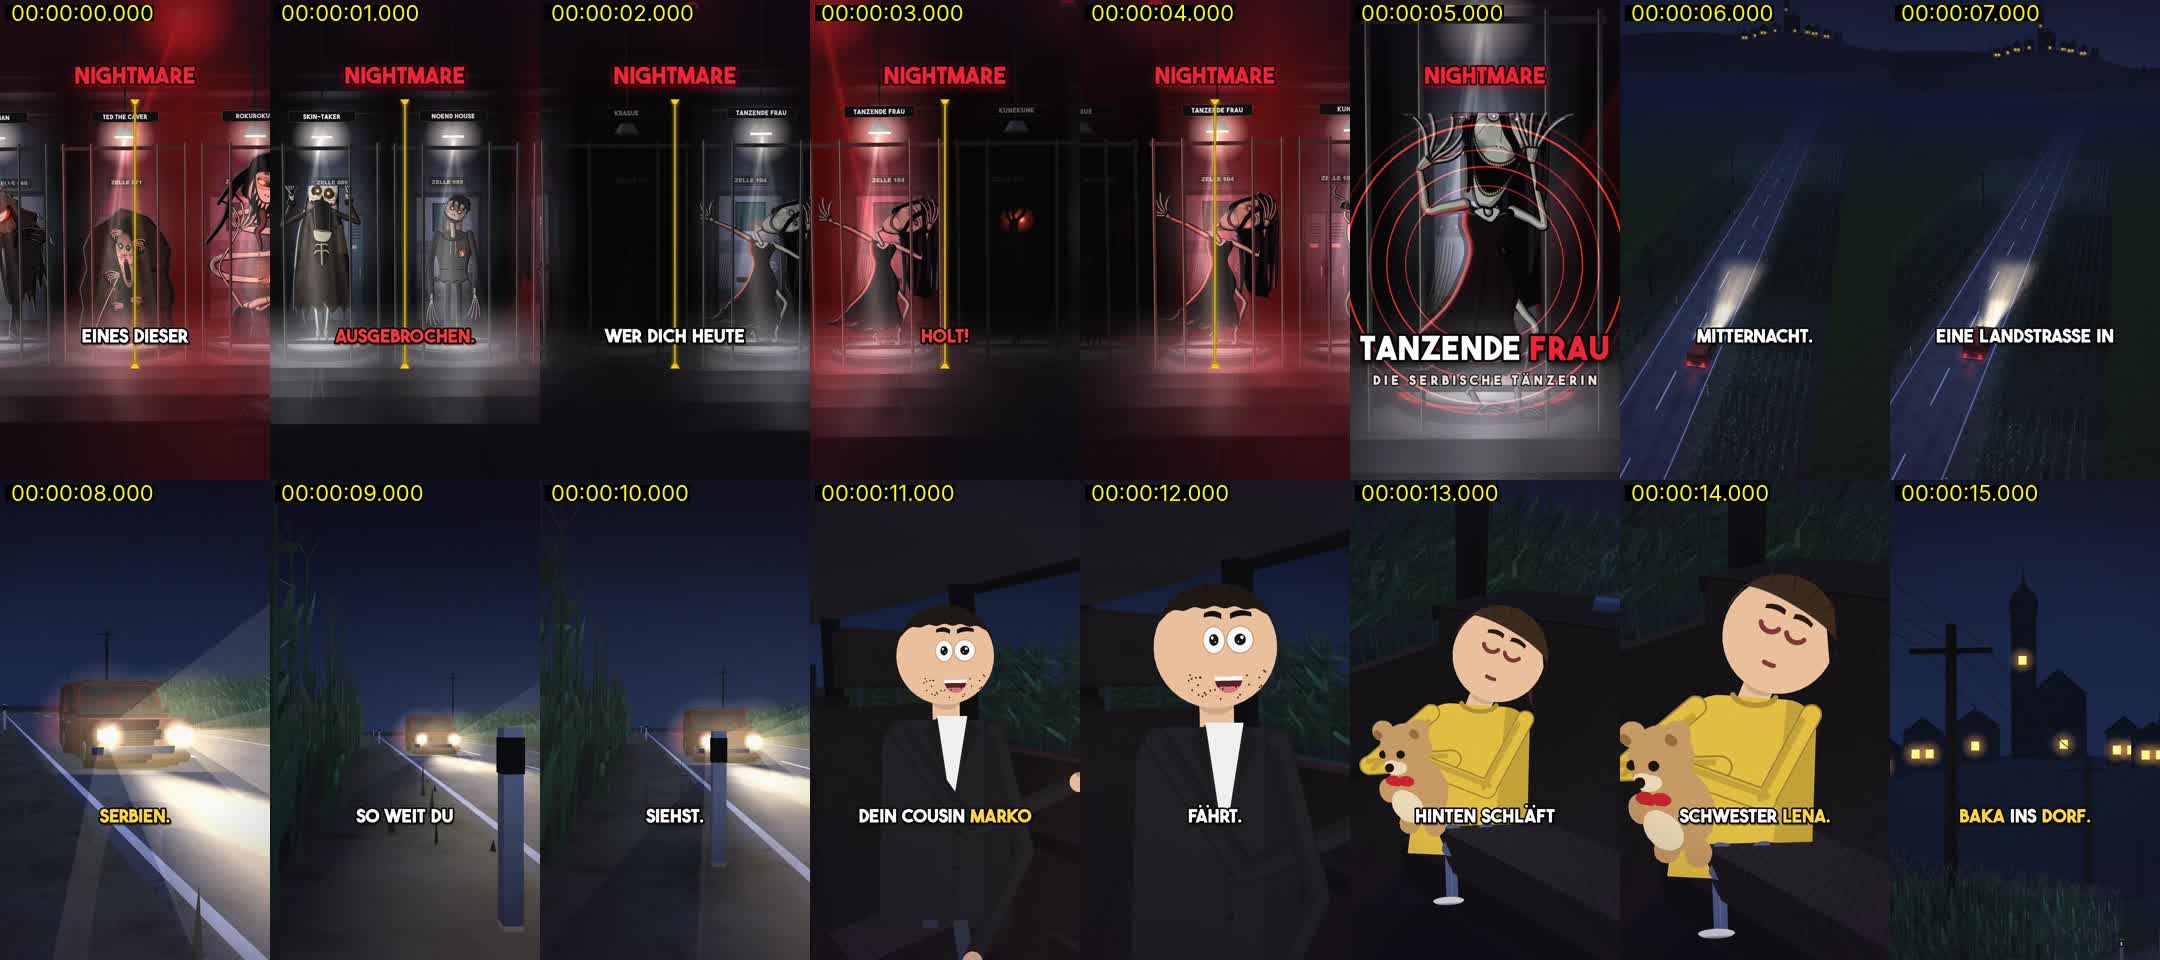 00:00:00.000
NIGHTMARE
TED THE CAVER
ROKUROKU
EINES DIESER
00:00:01.000
NIGHTMARE
SKIN-TAKER
NOEND HOUSE
AUSGEBROCHEN.
00:00:02.000
NIGHTMARE
KRASUE
TANZENDE FRAU
ZELLE 104
WER DICH HEUTE
00:00:03.000
NIGHTMARE
TANZENDE FRAU
KUNEKUNE
ZELLE 104
HOLT!
00:00:04.000
NIGHTMARE
SUE
TANZENDE FRAU
KUN
ZELLE 104
00:00:05.000
NIGHTMARE
TANZENDE FRAU
DIE SERBISCHE TÄNZERIN
00:00:06.000
MITTERNACHT.
00:00:07.000
EINE LANDSTRASSE IN
00:00:08.000
SERBIEN.
00:00:09.000
SO WEIT DU
00:00:10.000
SIEHST.
00:00:11.000
DEIN COUSIN MARKO
00:00:12.000
FÄHRT.
00:00:13.000
HINTEN SCHLÄFT
00:00:14.000
SCHWESTER LENA.
00:00:15.000
BAKA INS DORF.